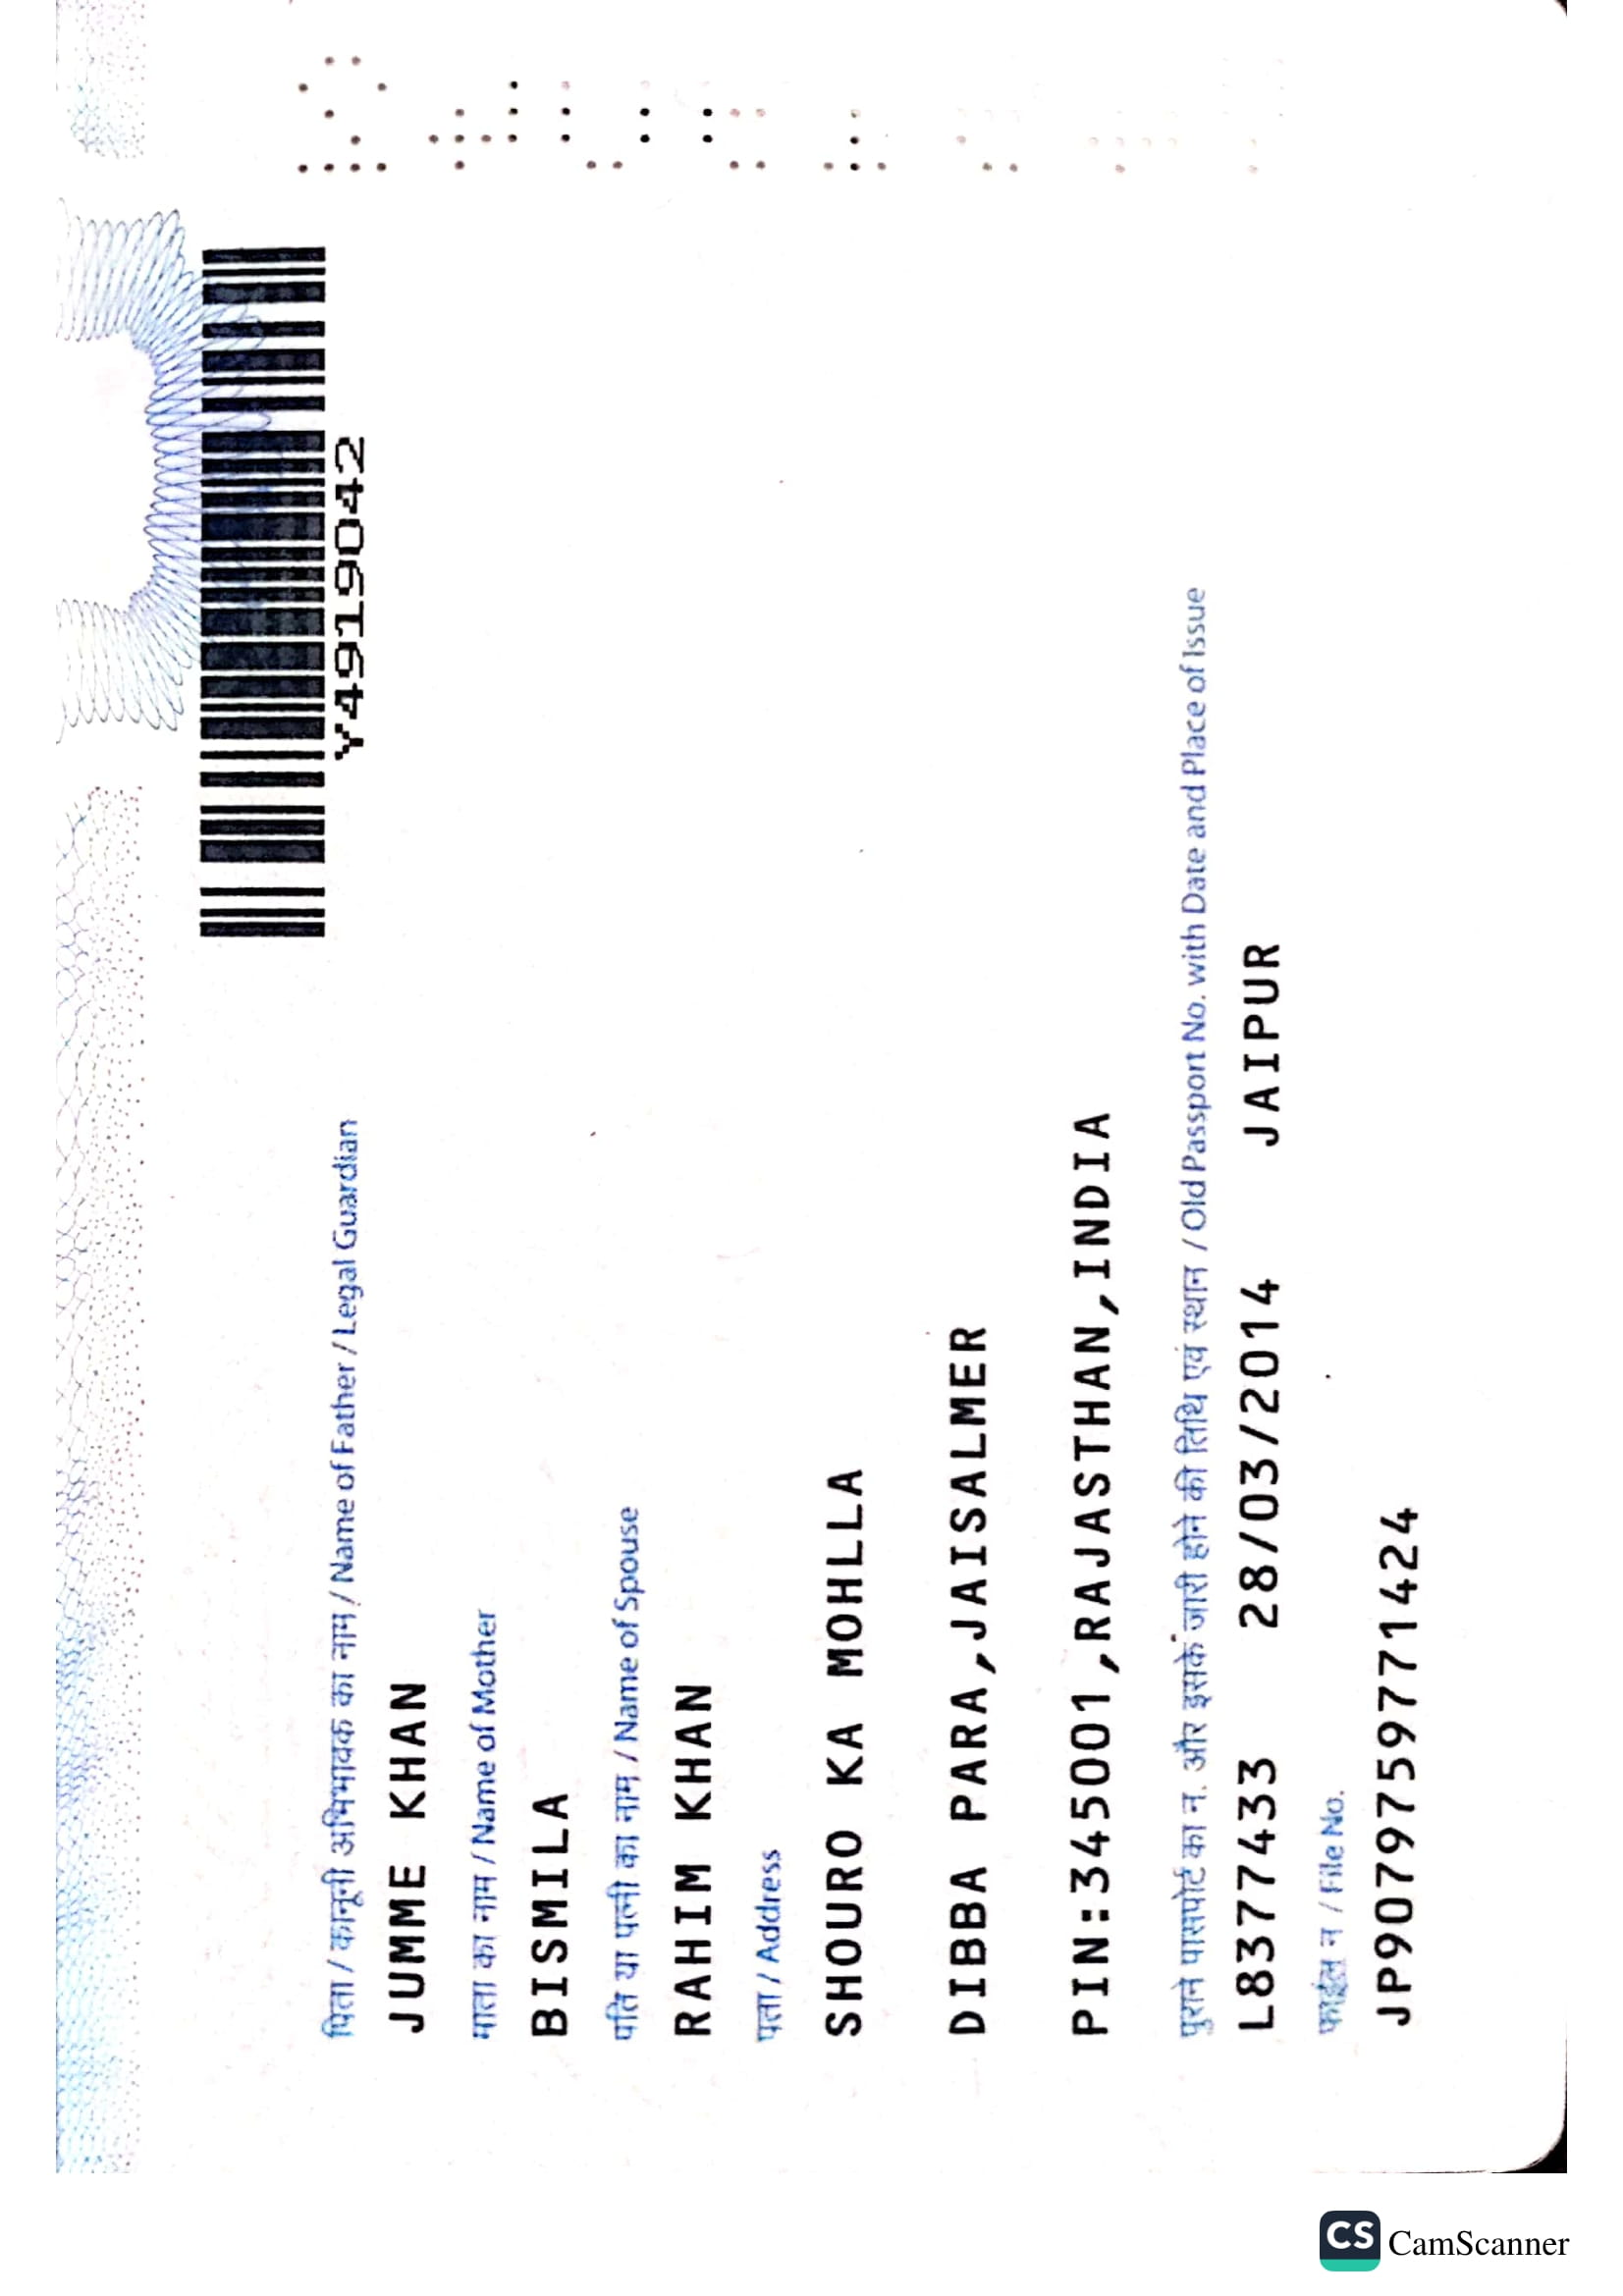 Y4919042
पिता / कानूनी अभिभावक का नाम / Name of Father / Legal Guardian
JUMME KHAN
माता का नाम / Name of Mother
BISMILA
पति या पत्नी का नाम / Name of Spouse
RAHIM KHAN
पता / Address
SHOURO KA MOHLLA
DIBBA PARA,JAISALMER
PIN:345001,RAJASTHAN,INDIA
पुराने पासपोर्ट का न. और इसके जारी होने की तिथि एवं स्थान / Old Passport No. with Date and Place of Issue
L8377433 28/03/2014 JAIPUR
फाईल न / File No.
JP9079759771424
CS CamScanner